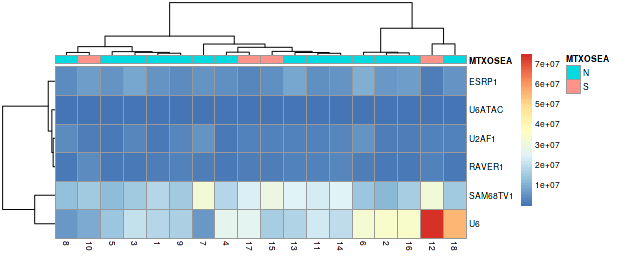 MTXOSEA
ESRP1
U6ATAC
U2AF1
RAVER1
SAM68TV1
U6
8 10 5 3 1 9 7 4 17 15 13 11 14 6 2 16 12 18
7e+07
6e+07
5e+07
4e+07
3e+07
2e+07
1e+07
MTXOSEA
N
S